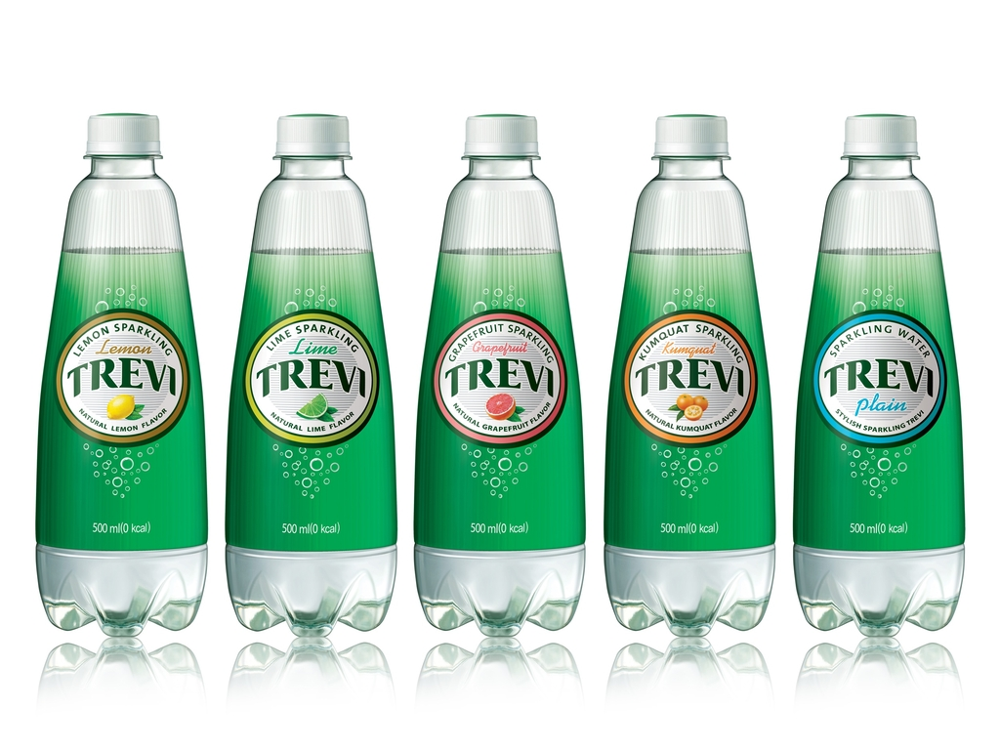 LEMON SPARKLING
Lemon
TREVI
NATURAL LEMON FLAVOR
500 ml(0 kcal)
LIME SPARKLING
Lime
TREVI
NATURAL LIME FLAVOR
500 ml(0 kcal)
GRAPEFRUIT SPARKLING
Grapefruit
TREVI
NATURAL GRAPEFRUIT FLAVOR
500 ml(0 kcal)
KUMQUAT SPARKLING
Kumquat
TREVI
NATURAL KUMQUAT FLAVOR
500 ml(0 kcal)
SPARKLING WATER
TREVI
plain
STYLISH SPARKLING TREVI
500 ml(0 kcal)